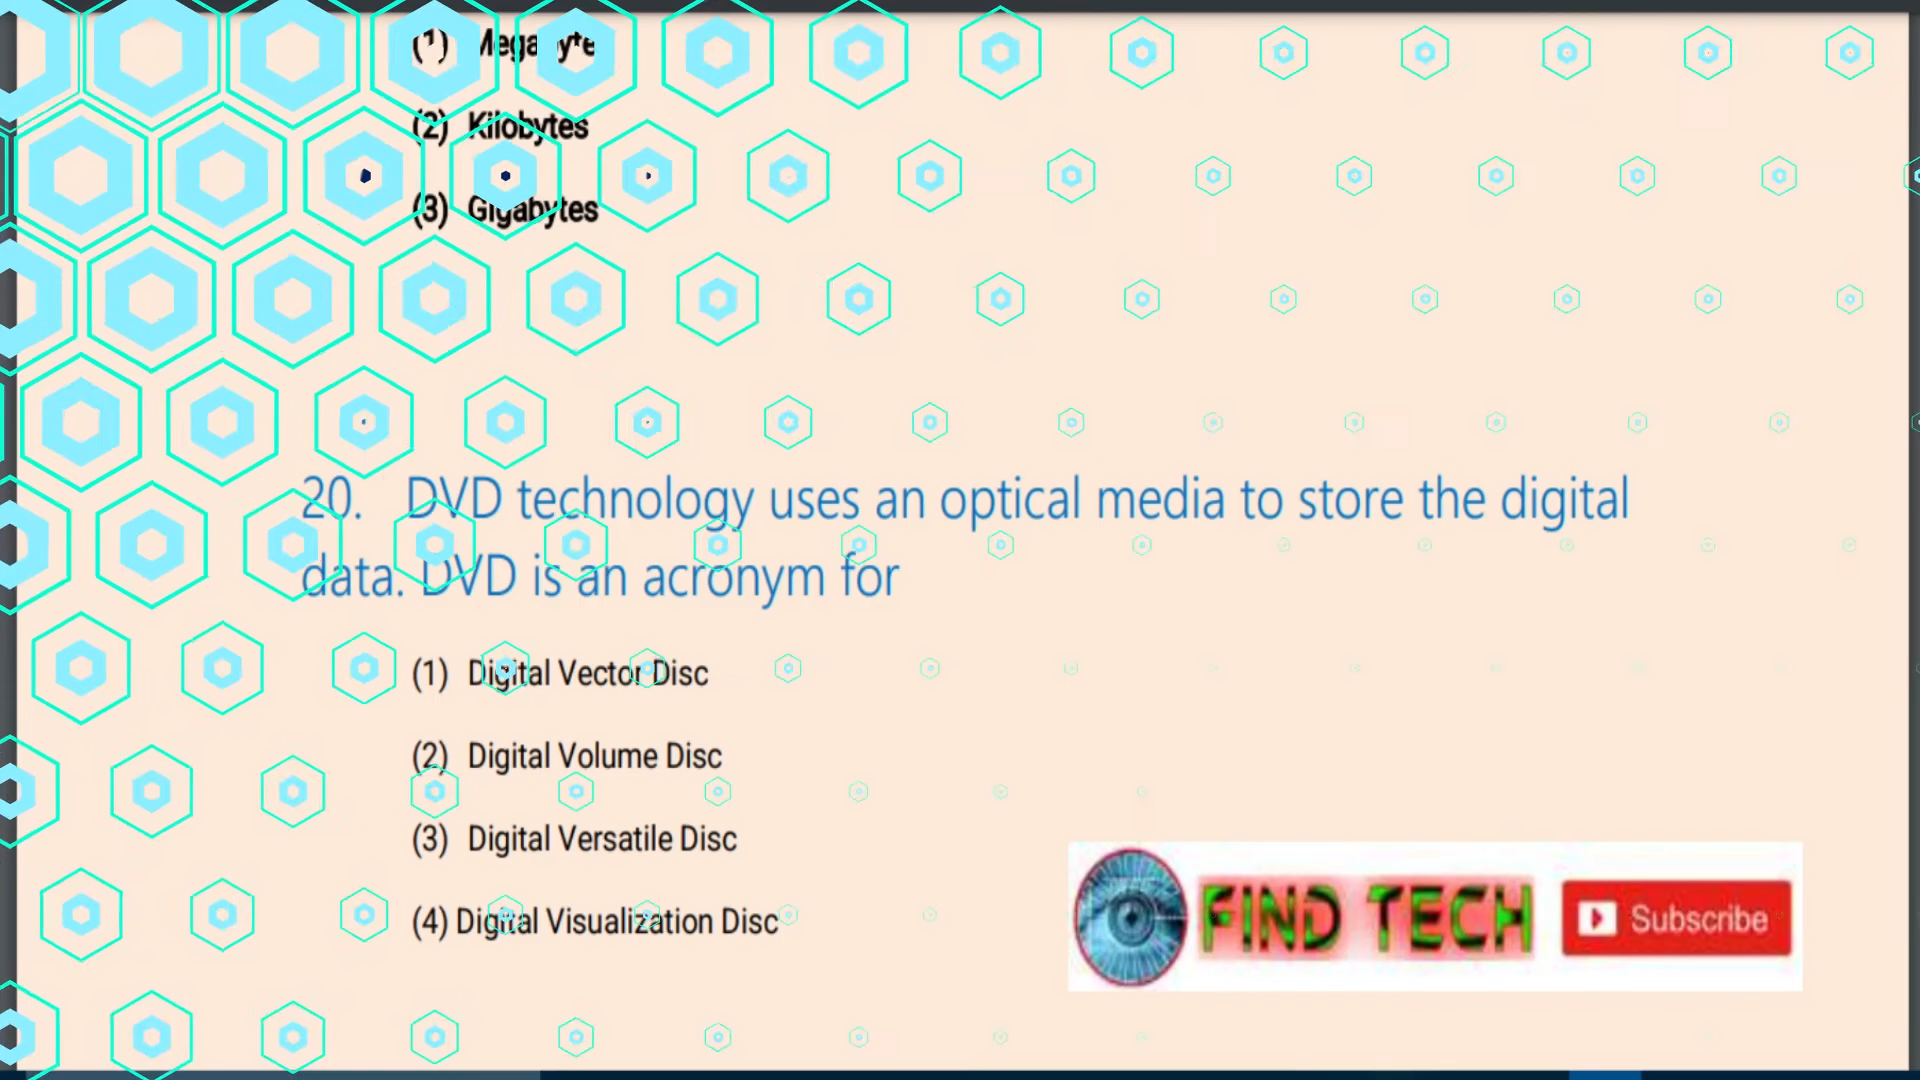 (1) Megabyte
(2) Kilobytes
(3) Gigabytes
20. DVD technology uses an optical media to store the digital
data. DVD is an acronym for
(1) Digital Vector Disc
(2) Digital Volume Disc
(3) Digital Versatile Disc
(4) Digital Visualization Disc
FIND TECH
Subscribe